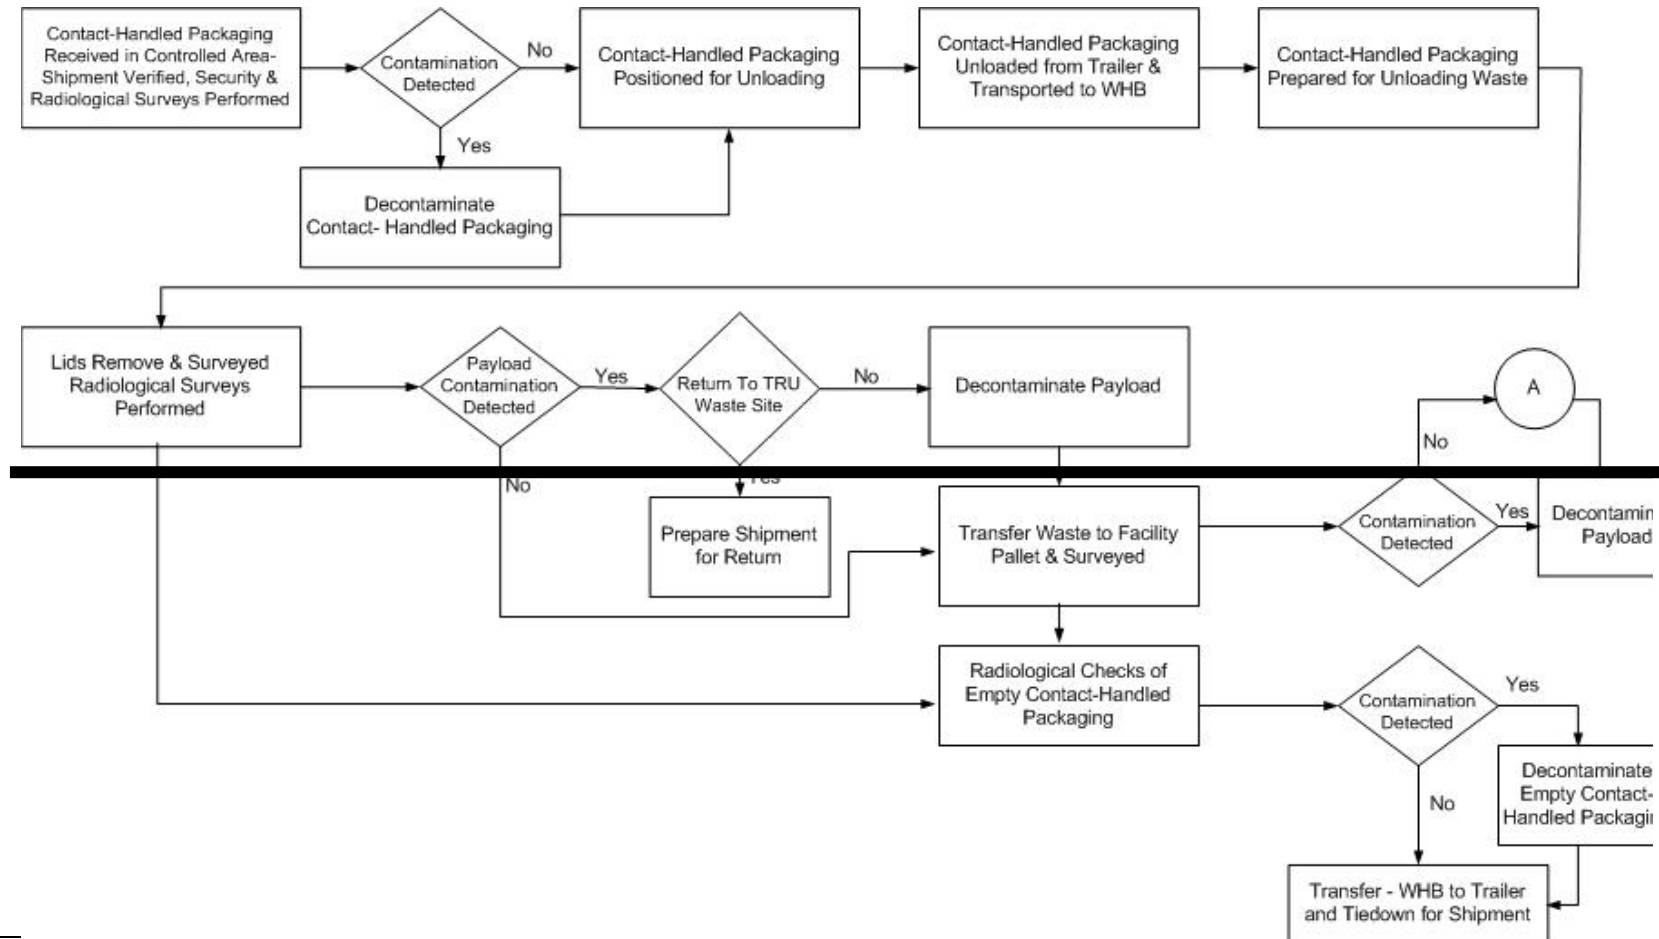 Contact-Handled Packaging
Received in Controlled Area-
Shipment Verified, Security &
Radiological Surveys Performed
Contamination
Detected
No
Yes
Contact-Handled Packaging
Positioned for Unloading
Contact-Handled Packaging
Unloaded from Trailer &
Transported to WHB
Contact-Handled Packaging
Prepared for Unloading Waste
Decontaminate
Contact- Handled Packaging
Lids Remove & Surveyed
Radiological Surveys
Performed
Payload
Contamination
Detected
Yes
No
Return To TRU
Waste Site
No
Yes
Decontaminate Payload
A
No
Prepare Shipment
for Return
Transfer Waste to Facility
Pallet & Surveyed
Contamination
Detected
Yes
Decontamin
Payload
Radiological Checks of
Empty Contact-Handled
Packaging
Contamination
Detected
Yes
No
Decontaminate
Empty Contact-
Handled Packagin
Transfer - WHB to Trailer
and Tiedown for Shipment